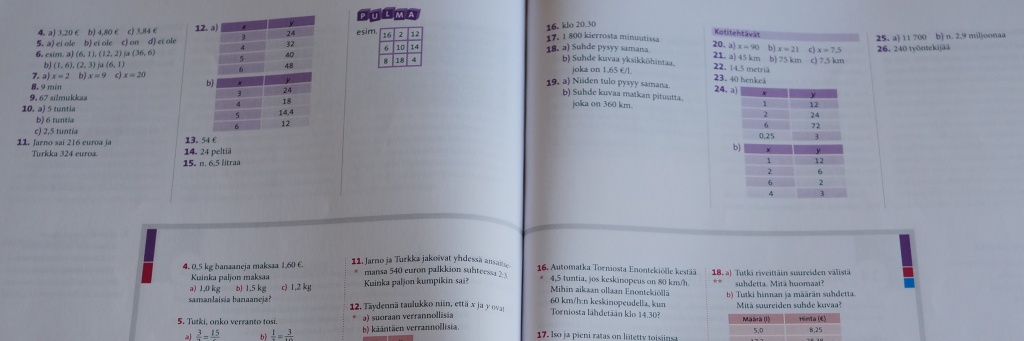 4. a) 3,20 € b) 4,80 € c) 3,84 €
5. a) ei ole b) ei ole c) on d) ei ole
6. esim. a) (6, 1), (12, 2) ja (36, 6)
b) (1, 6), (2, 3) ja (6, 1)
7. a) x = 2 b) x = 9 c) x = 20
8. 9 min
9. 67 silmukkaa
10. a) 5 tuntia
b) 6 tuntia
c) 2,5 tuntia
11. Jarno sai 216 euroa ja
Turkka 324 euroa.
12. a)
x y
3 24
4 32
5 40
6 48
b)
x y
3 24
4 18
5 14,4
6 12
13. 54 €
14. 24 peltiä
15. n. 6,5 litraa
PULMA
esim.
16 2 12
6 10 14
8 18 4
16. klo 20.30
17. 1 800 kierrosta minuutissa
18. a) Suhde pysyy samana.
b) Suhde kuvaa yksikköhintaa,
joka on 1,65 €/l.
19. a) Niiden tulo pysyy samana.
b) Suhde kuvaa matkan pituutta,
joka on 360 km.
Kotitehtävät
20. a) x = 90 b) x = 21 c) x = 7,5
21. a) 45 km b) 75 km c) 7,5 km
22. 14,5 metriä
23. 40 henkeä
24. a)
x y
1 12
2 24
6 72
0,25 3
b)
x y
1 12
2 6
6 2
4 3
25. a) 11 700 b) n. 2,9 miljoonaa
26. 240 työntekijää
4. 0,5 kg banaaneja maksaa 1,60 €.
Kuinka paljon maksaa
a) 1,0 kg b) 1,5 kg c) 1,2 kg
samanlaisia banaaneja?
5. Tutki, onko verranto tosi.
11. Jarno ja Turkka jakoivat yhdessä
* mansa 540 euron palkkion suhteessa 2:3.
Kuinka paljon kumpikin sai?
12. Täydennä taulukko niin, että x ja y ovat
* a) suoraan verrannollisia
b) kääntäen verrannollisia.
16. Automatka Torniosta Enontekiölle kestää
* 4,5 tuntia, jos keskinopeus on 80 km/h.
Mihin aikaan ollaan Enontekiöllä
60 km/h:n keskinopeudella, kun
Torniosta lähdetään klo 14.30?
17. Iso ja pieni ratas on liitetty toisiinsa
18. a) Tutki riveittäin suureiden välistä
** suhdetta. Mitä huomaat?
b) Tutki hinnan ja määrän suhdetta.
Mitä suureiden suhde kuvaa?
Määrä (l) Hinta (€)
5,0 8,25